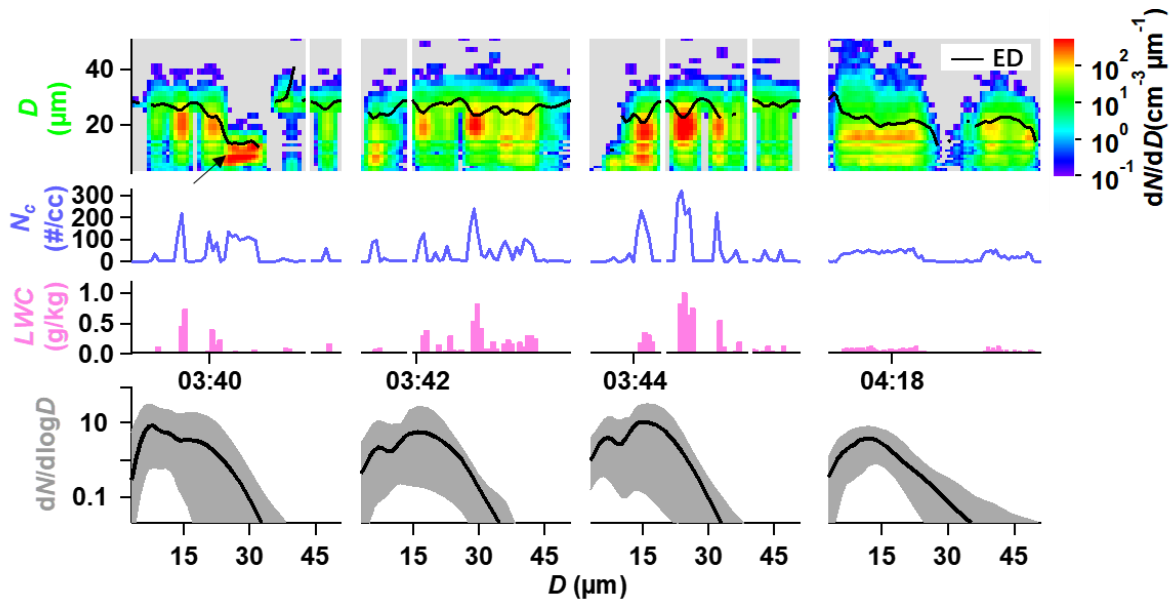 40
20
D
(μm)
ED
10²
10¹
10⁰
10⁻¹
dN/dD(cm⁻³ μm⁻¹)
300
200
100
0
Nc
(#/cc)
1.0
0.5
0.0
LWC
(g/kg)
03:40 03:42 03:44 04:18
10
0.1
dN/dlogD
15 30 45 15 30 45 15 30 45 15 30 45
D (μm)